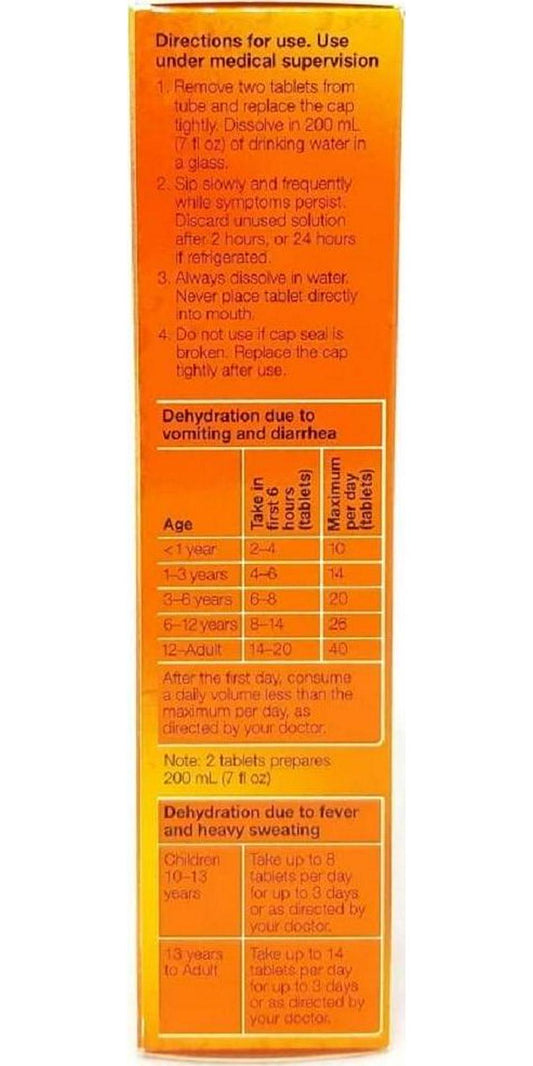 Directions for use. Use
under medical supervision
1. Remove two tablets from
tube and replace the cap
tightly. Dissolve in 200 mL
(7 fl oz) of drinking water in
a glass.
2. Sip slowly and frequently
while symptoms persist.
Discard unused solution
after 2 hours, or 24 hours
if refrigerated.
3. Always dissolve in water.
Never place tablet directly
into mouth.
4. Do not use if cap seal is
broken. Replace the cap
tightly after use.
Dehydration due to
vomiting and diarrhea
Age
Take in
first 6
hours
(tablets)
Maximum
per day
(tablets)
<1 year 2–4 10
1–3 years 4–6 14
3–6 years 6–8 20
6–12 years 8–14 26
12–Adult 14–20 40
After the first day, consume
a daily volume less than the
maximum per day, as
directed by your doctor.
Note: 2 tablets prepares
200 mL (7 fl oz)
Dehydration due to fever
and heavy sweating
Children
10–13
years
Take up to 8
tablets per day
for up to 3 days
or as directed by
your doctor.
13 years
to Adult
Take up to 14
tablets per day
for up to 3 days
or as directed by
your doctor.